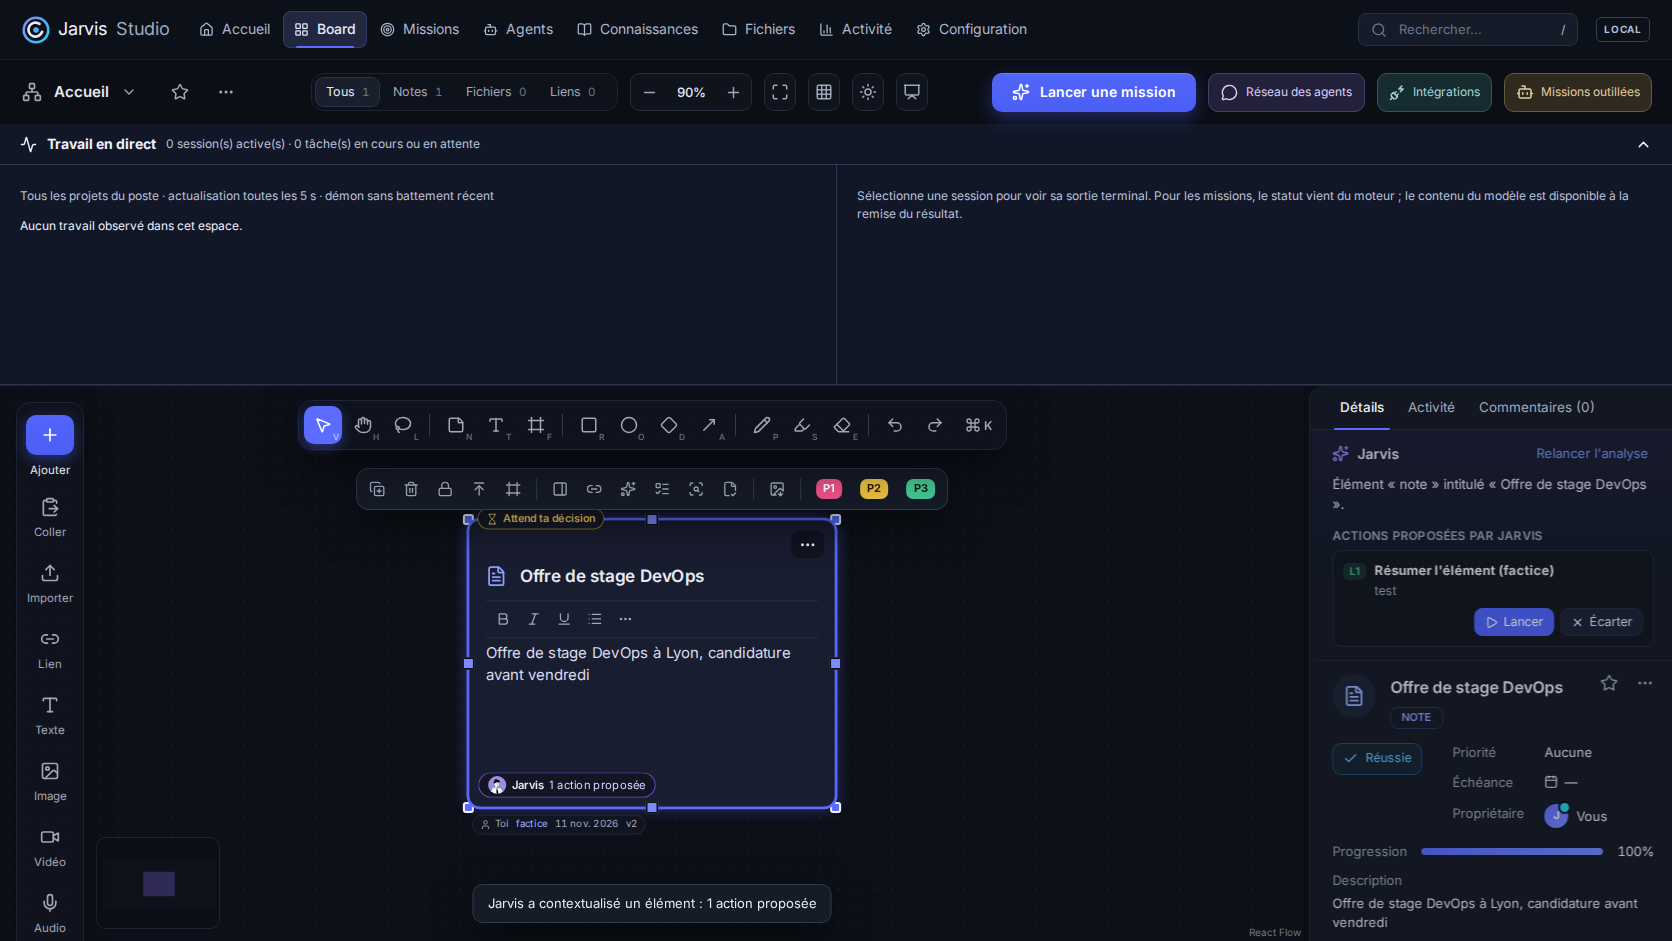 Jarvis Studio
Accueil
Board
Missions
Agents
Connaissances
Fichiers
Activité
Configuration
Rechercher...
/
LOCAL
Accueil
Tous 1
Notes 1
Fichiers 0
Liens 0
90%
Lancer une mission
Réseau des agents
Intégrations
Missions outillées
Travail en direct 0 session(s) active(s) · 0 tâche(s) en cours ou en attente
Tous les projets du poste · actualisation toutes les 5 s · démon sans battement récent
Aucun travail observé dans cet espace.
Sélectionne une session pour voir sa sortie terminal. Pour les missions, le statut vient du moteur ; le contenu du modèle est disponible à la
remise du résultat.
Ajouter
Coller
Importer
Lien
Texte
Image
Vidéo
Audio
V
H
L
N
T
F
R
O
D
A
P
S
E
⌘ K
P1
P2
P3
Attend ta décision
Offre de stage DevOps
B I U
Offre de stage DevOps à Lyon, candidature
avant vendredi
Jarvis 1 action proposée
Toi factice 11 nov. 2026 v2
Jarvis a contextualisé un élément : 1 action proposée
React Flow
Détails
Activité
Commentaires (0)
Jarvis
Relancer l'analyse
Élément « note » intitulé « Offre de stage DevOps
».
ACTIONS PROPOSÉES PAR JARVIS
L1 Résumer l'élément (factice)
test
Lancer
Écarter
Offre de stage DevOps
NOTE
Réussie
Priorité Aucune
Échéance —
Propriétaire J Vous
Progression 100%
Description
Offre de stage DevOps à Lyon, candidature avant
vendredi